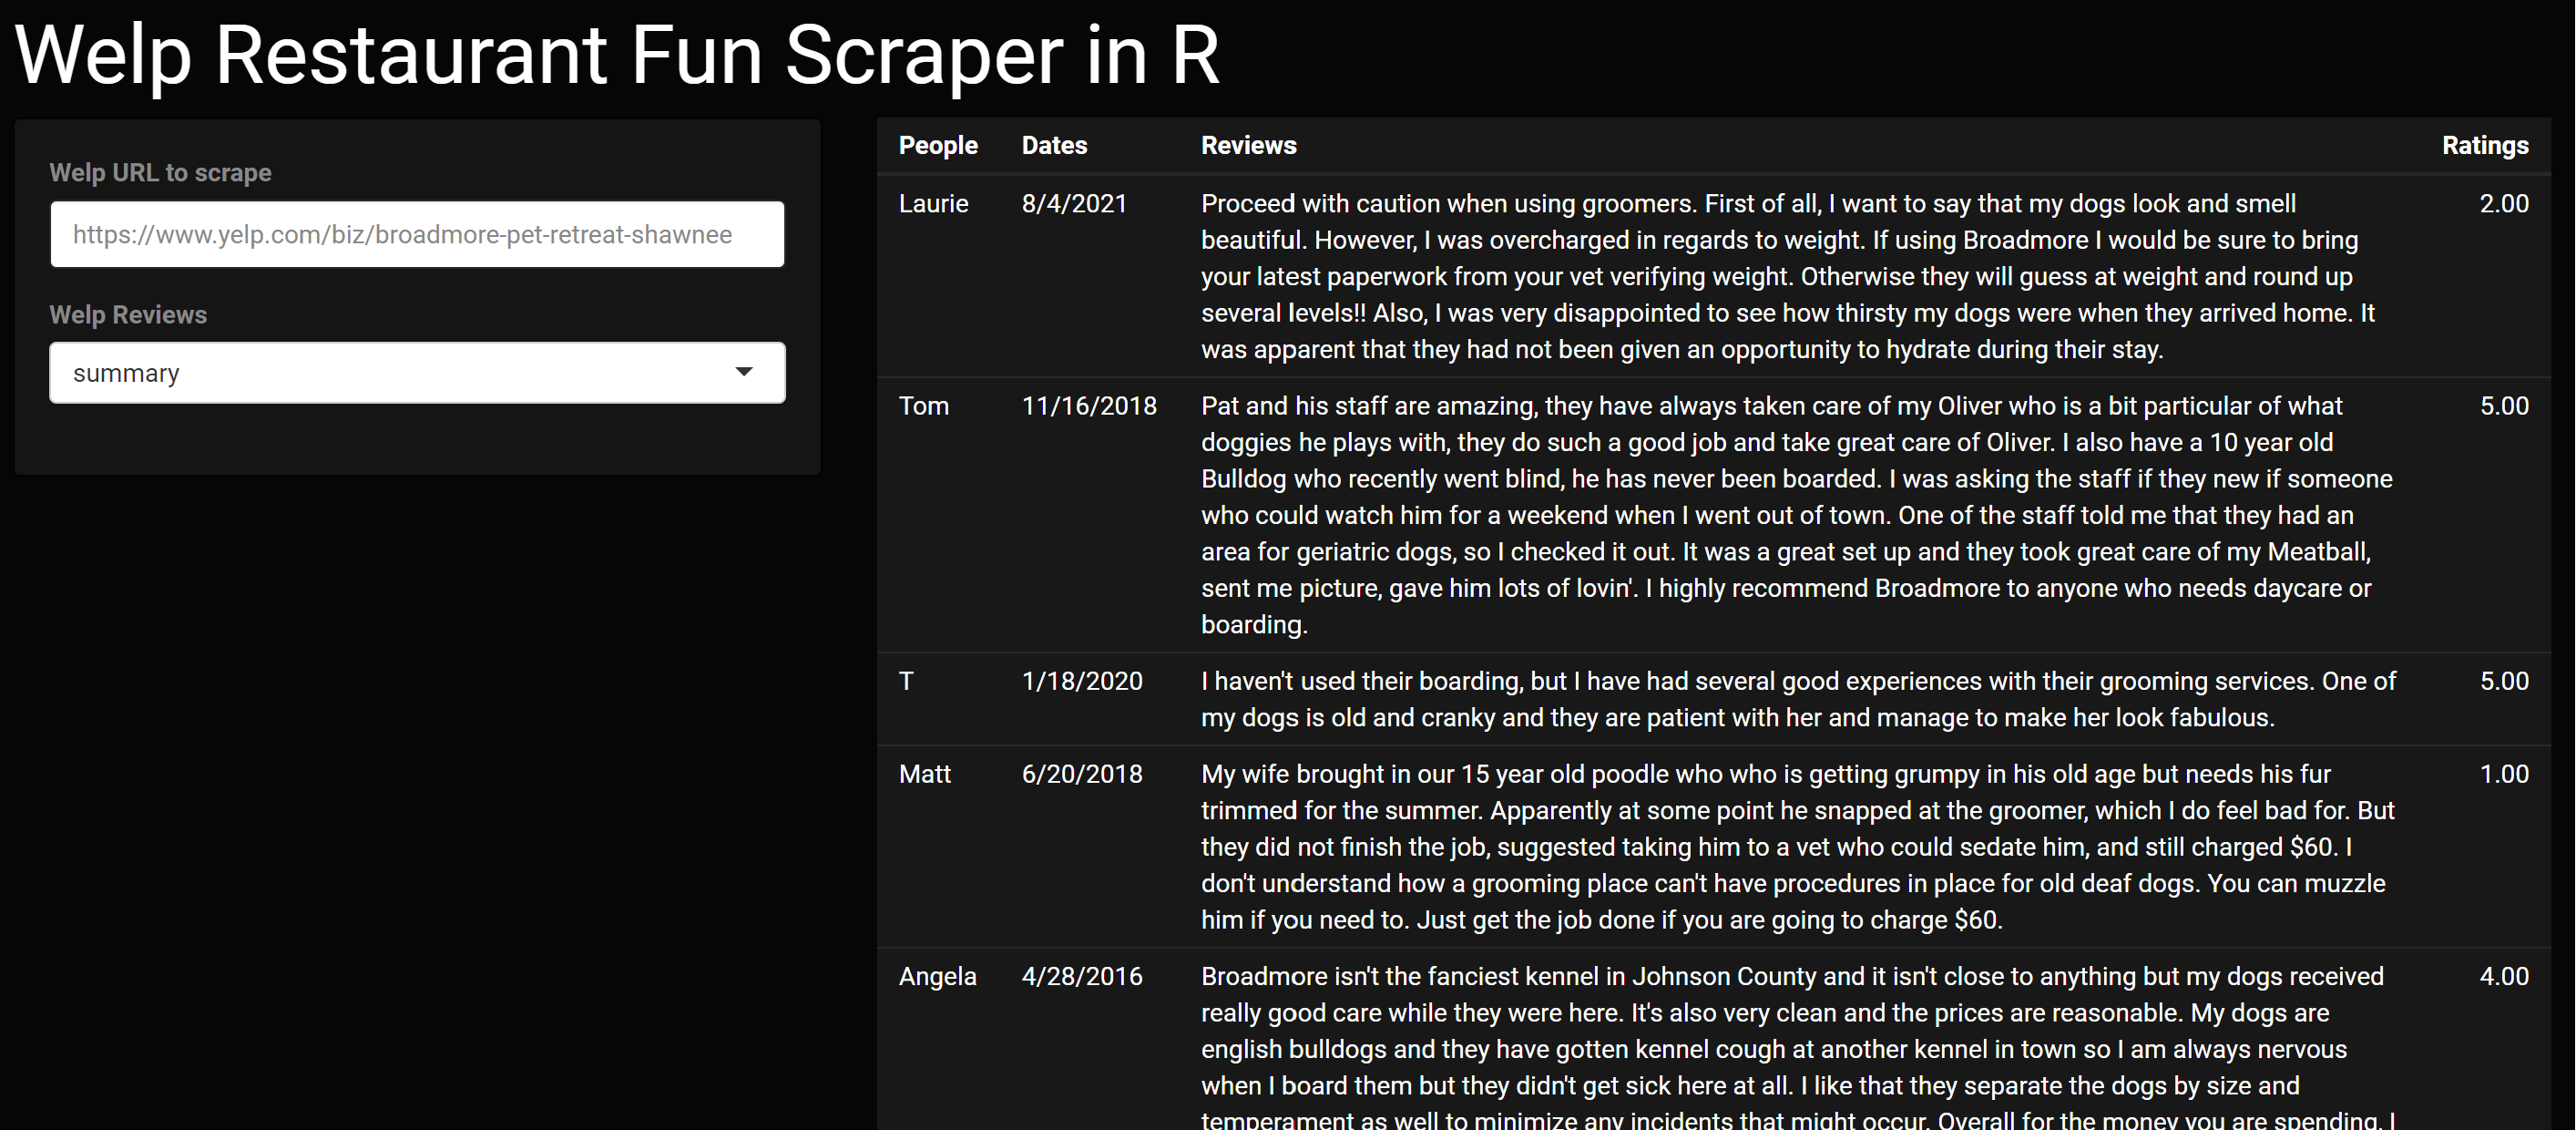 Welp Restaurant Fun Scraper in R
Welp URL to scrape
https://www.yelp.com/biz/broadmore-pet-retreat-shawnee
Welp Reviews
summary
People Dates Reviews Ratings
Laurie 8/4/2021 Proceed with caution when using groomers. First of all, I want to say that my dogs look and smell 2.00
beautiful. However, I was overcharged in regards to weight. If using Broadmore I would be sure to bring
your latest paperwork from your vet verifying weight. Otherwise they will guess at weight and round up
several levels!! Also, I was very disappointed to see how thirsty my dogs were when they arrived home. It
was apparent that they had not been given an opportunity to hydrate during their stay.
Tom 11/16/2018 Pat and his staff are amazing, they have always taken care of my Oliver who is a bit particular of what 5.00
doggies he plays with, they do such a good job and take great care of Oliver. I also have a 10 year old
Bulldog who recently went blind, he has never been boarded. I was asking the staff if they new if someone
who could watch him for a weekend when I went out of town. One of the staff told me that they had an
area for geriatric dogs, so I checked it out. It was a great set up and they took great care of my Meatball,
sent me picture, gave him lots of lovin'. I highly recommend Broadmore to anyone who needs daycare or
boarding.
T 1/18/2020 I haven't used their boarding, but I have had several good experiences with their grooming services. One of 5.00
my dogs is old and cranky and they are patient with her and manage to make her look fabulous.
Matt 6/20/2018 My wife brought in our 15 year old poodle who who is getting grumpy in his old age but needs his fur 1.00
trimmed for the summer. Apparently at some point he snapped at the groomer, which I do feel bad for. But
they did not finish the job, suggested taking him to a vet who could sedate him, and still charged $60. I
don't understand how a grooming place can't have procedures in place for old deaf dogs. You can muzzle
him if you need to. Just get the job done if you are going to charge $60.
Angela 4/28/2016 Broadmore isn't the fanciest kennel in Johnson County and it isn't close to anything but my dogs received 4.00
really good care while they were here. It's also very clean and the prices are reasonable. My dogs are
english bulldogs and they have gotten kennel cough at another kennel in town so I am always nervous
when I board them but they didn't get sick here at all. I like that they separate the dogs by size and
temperament as well to minimize any incidents that might occur. Overall for the money you are spending, I